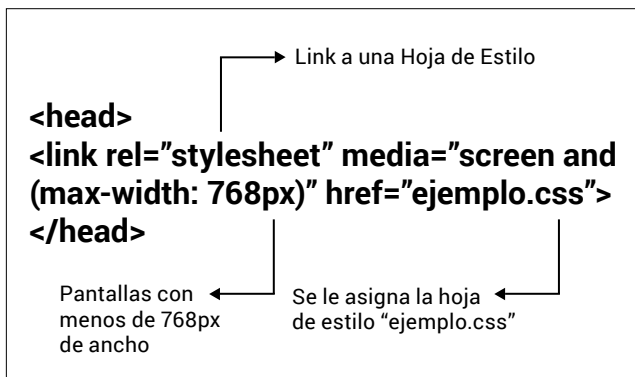 Link a una Hoja de Estilo
<head>
<link rel=”stylesheet” media=”screen and
(max-width: 768px)” href=”ejemplo.css”>
</head>
Pantallas con
menos de 768px
de ancho
Se le asigna la hoja
de estilo “ejemplo.css”